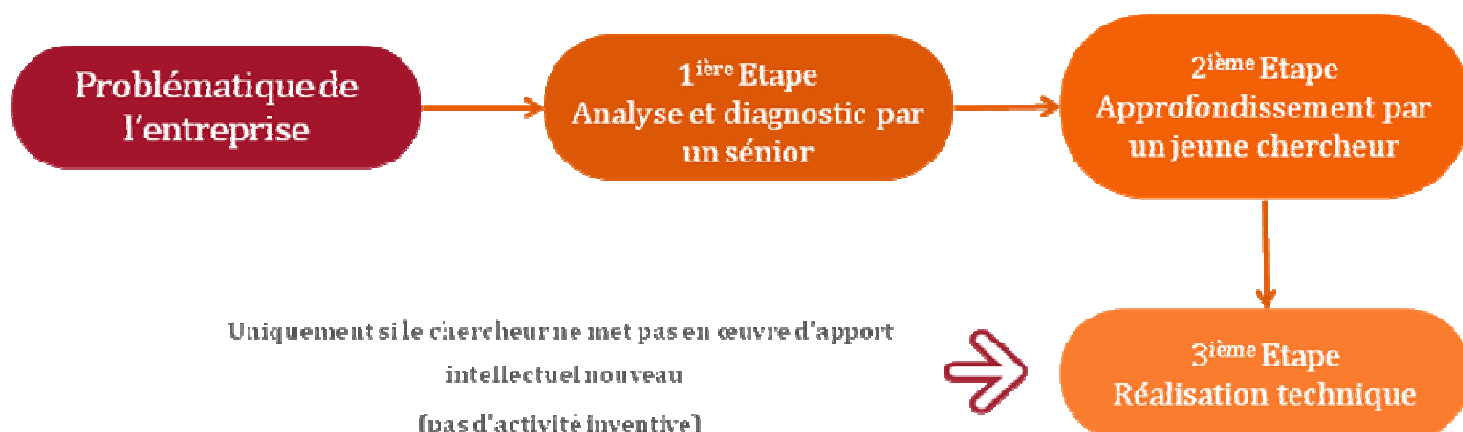 Problématique de
l'entreprise
1ière Etape
Analyse et diagnostic par
un sénior
2ième Etape
Approfondissement par
un jeune chercheur
Uniquement si le chercheur ne met pas en œuvre d'apport
intellectuel nouveau
(pas d'activité inventive)
3ième Etape
Réalisation technique